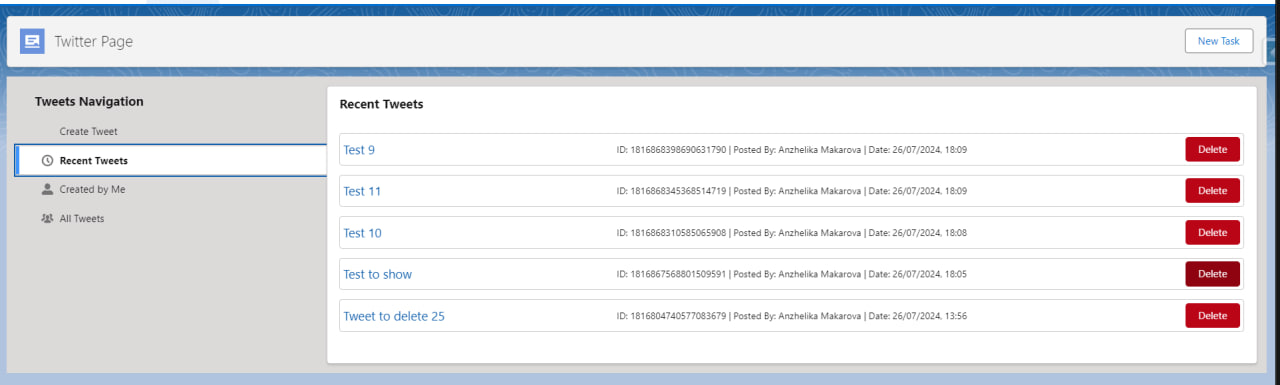 Twitter Page
New Task
Tweets Navigation
Create Tweet
Recent Tweets
Created by Me
All Tweets
Recent Tweets
Test 9 ID: 1816868398690631790 | Posted By: Anzhelika Makarova | Date: 26/07/2024, 18:09 Delete
Test 11 ID: 1816868345368514719 | Posted By: Anzhelika Makarova | Date: 26/07/2024, 18:09 Delete
Test 10 ID: 1816868310585065908 | Posted By: Anzhelika Makarova | Date: 26/07/2024, 18:08 Delete
Test to show ID: 1816867568801509591 | Posted By: Anzhelika Makarova | Date: 26/07/2024, 18:05 Delete
Tweet to delete 25 ID: 1816804740577083679 | Posted By: Anzhelika Makarova | Date: 26/07/2024, 13:56 Delete